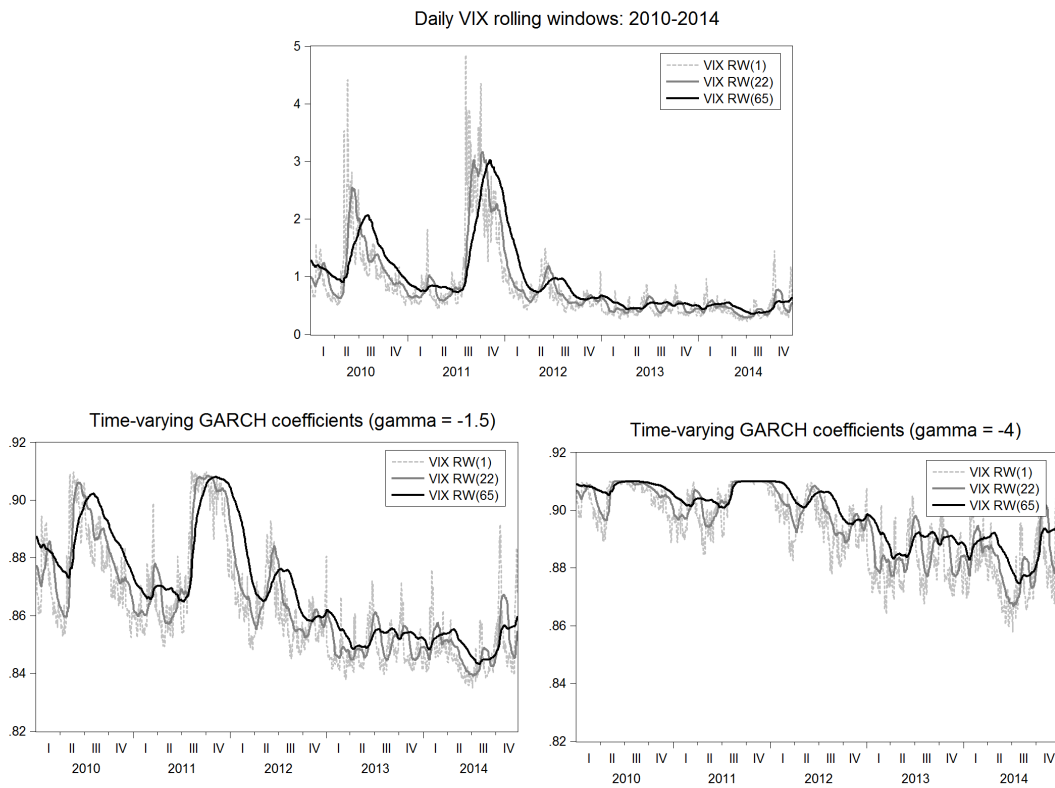 Daily VIX rolling windows: 2010-2014
5
4
3
2
1
0
VIX RW(1)
VIX RW(22)
VIX RW(65)
I II III IV I II III IV I II III IV I II III IV I II III IV
2010 2011 2012 2013 2014
Time-varying GARCH coefficients (gamma = -1.5)
.92
.90
.88
.86
.84
.82
VIX RW(1)
VIX RW(22)
VIX RW(65)
I II III IV I II III IV I II III IV I II III IV I II III IV
2010 2011 2012 2013 2014
Time-varying GARCH coefficients (gamma = -4)
.92
.90
.88
.86
.84
.82
VIX RW(1)
VIX RW(22)
VIX RW(65)
I II III IV I II III IV I II III IV I II III IV I II III IV
2010 2011 2012 2013 2014